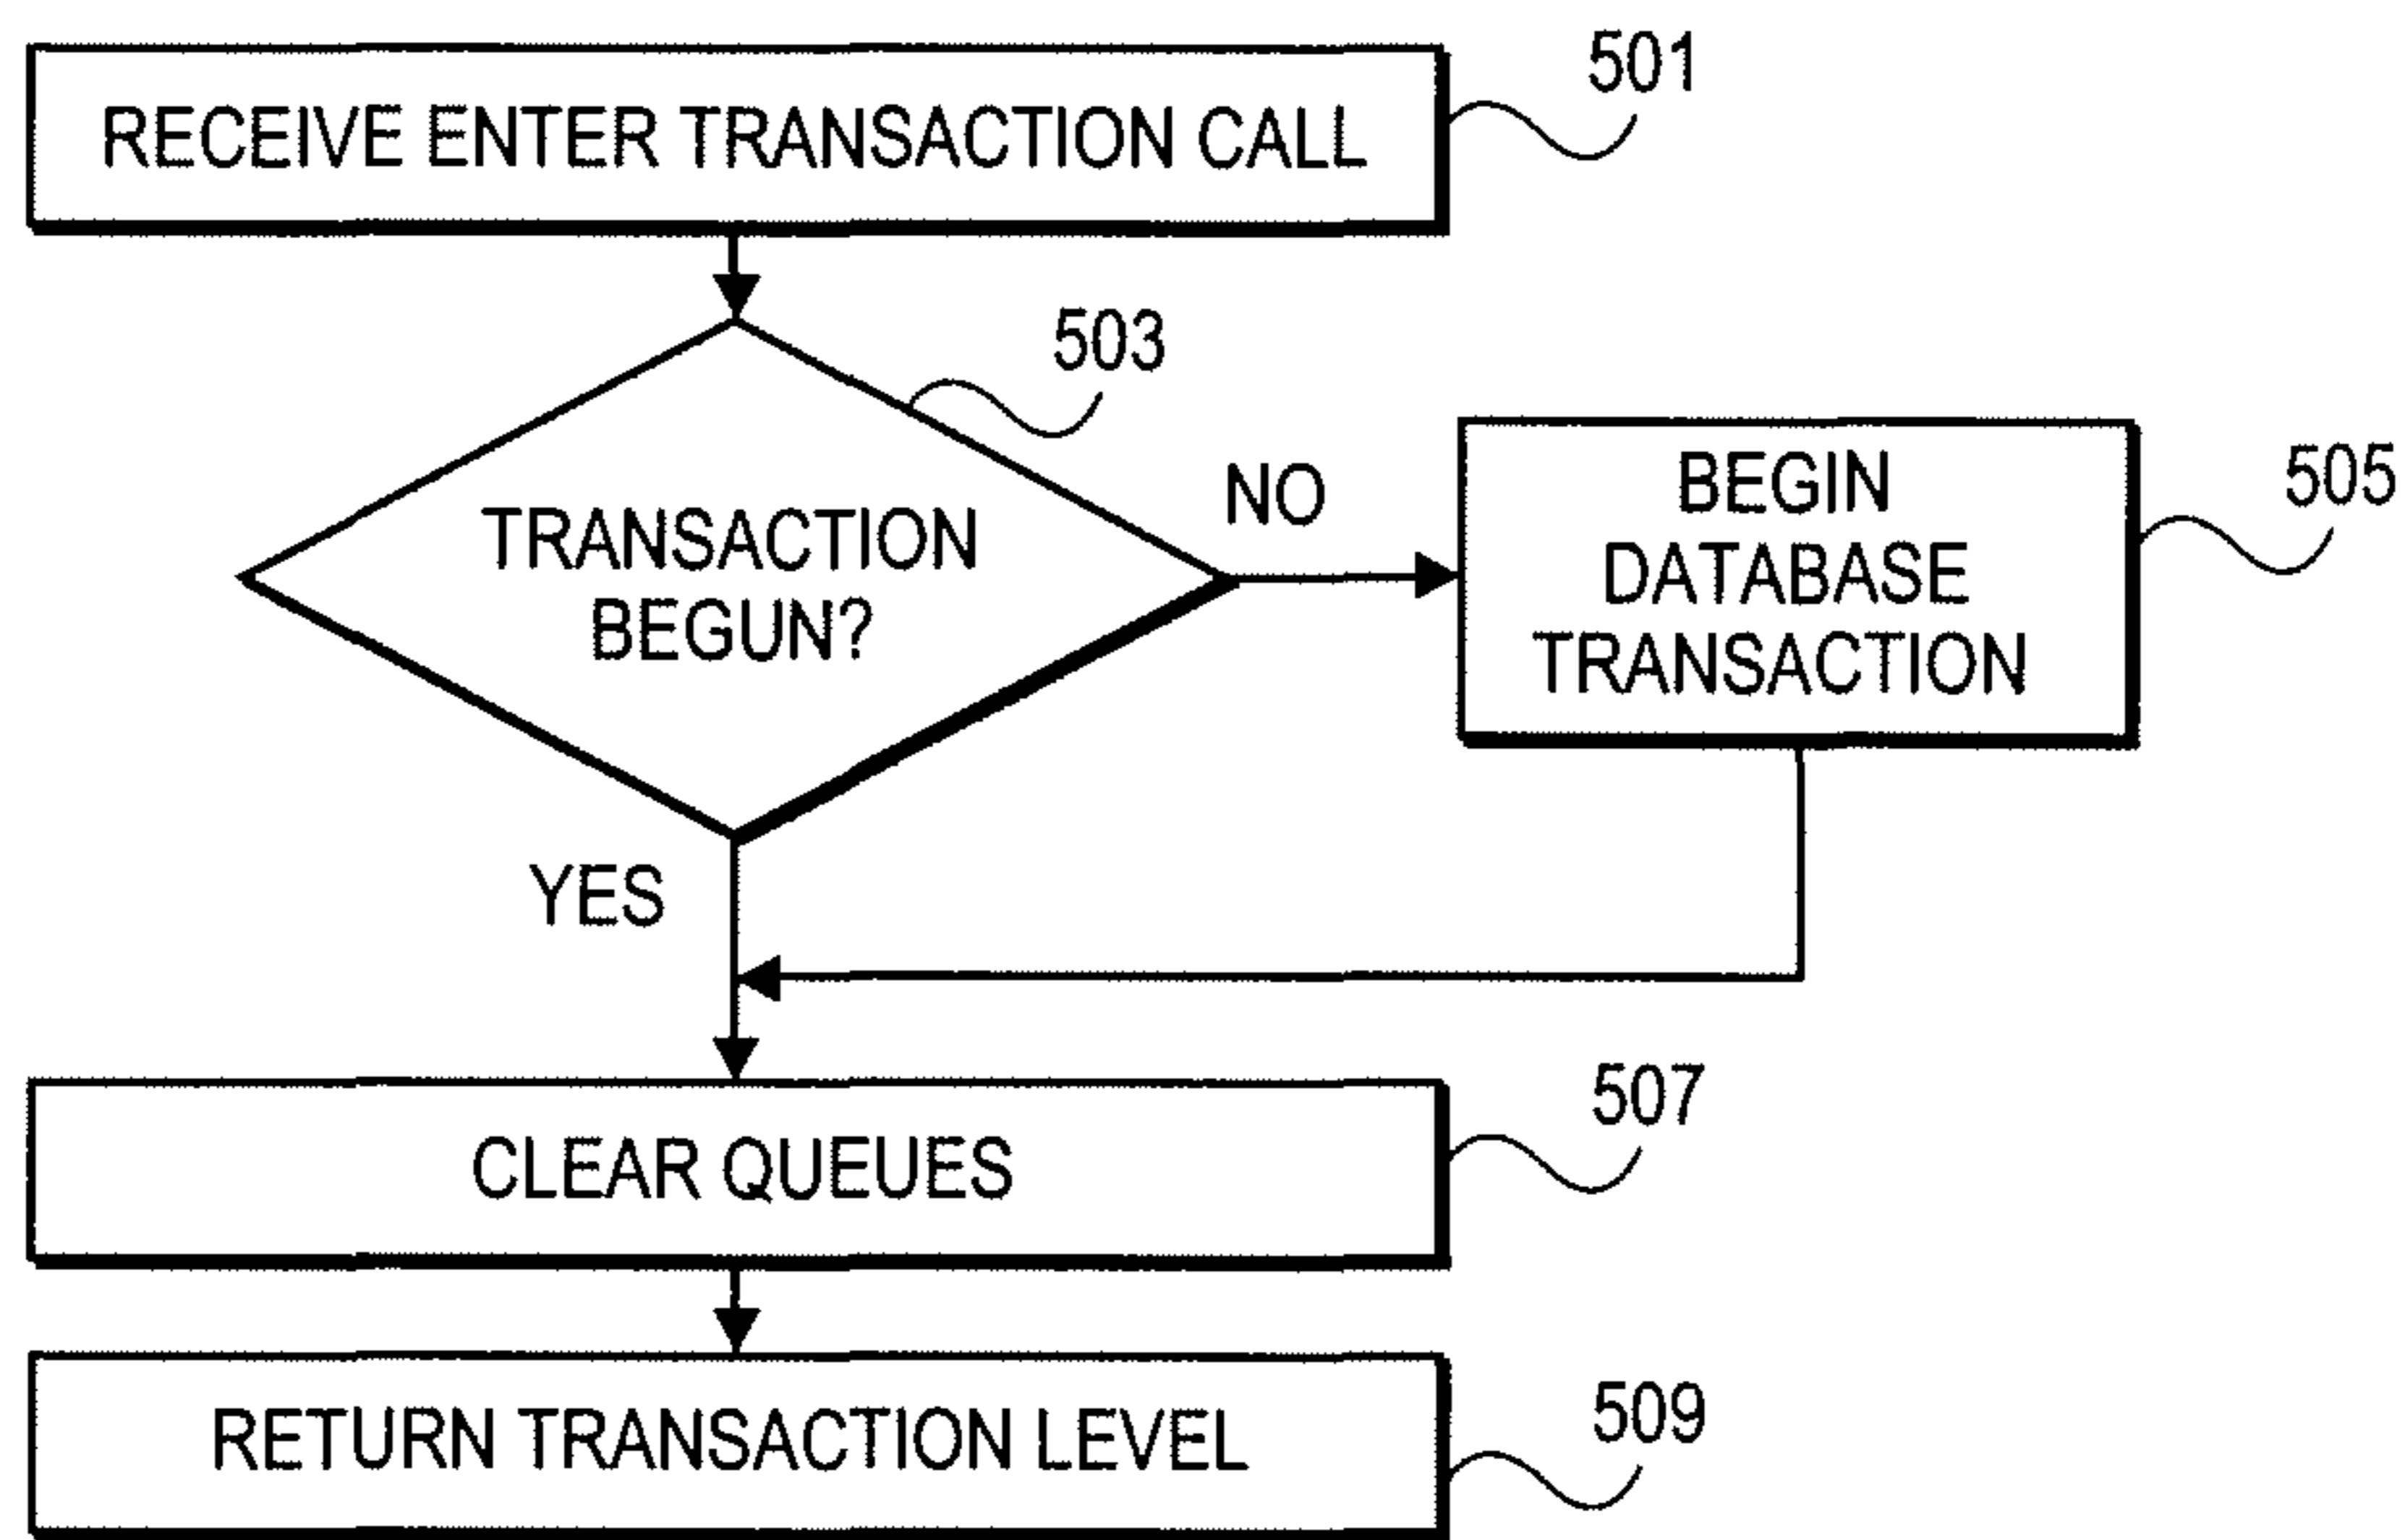 RECEIVE ENTER TRANSACTION CALL
501
503
TRANSACTION
BEGUN?
NO
BEGIN
DATABASE
TRANSACTION
505
YES
CLEAR QUEUES
507
RETURN TRANSACTION LEVEL
509